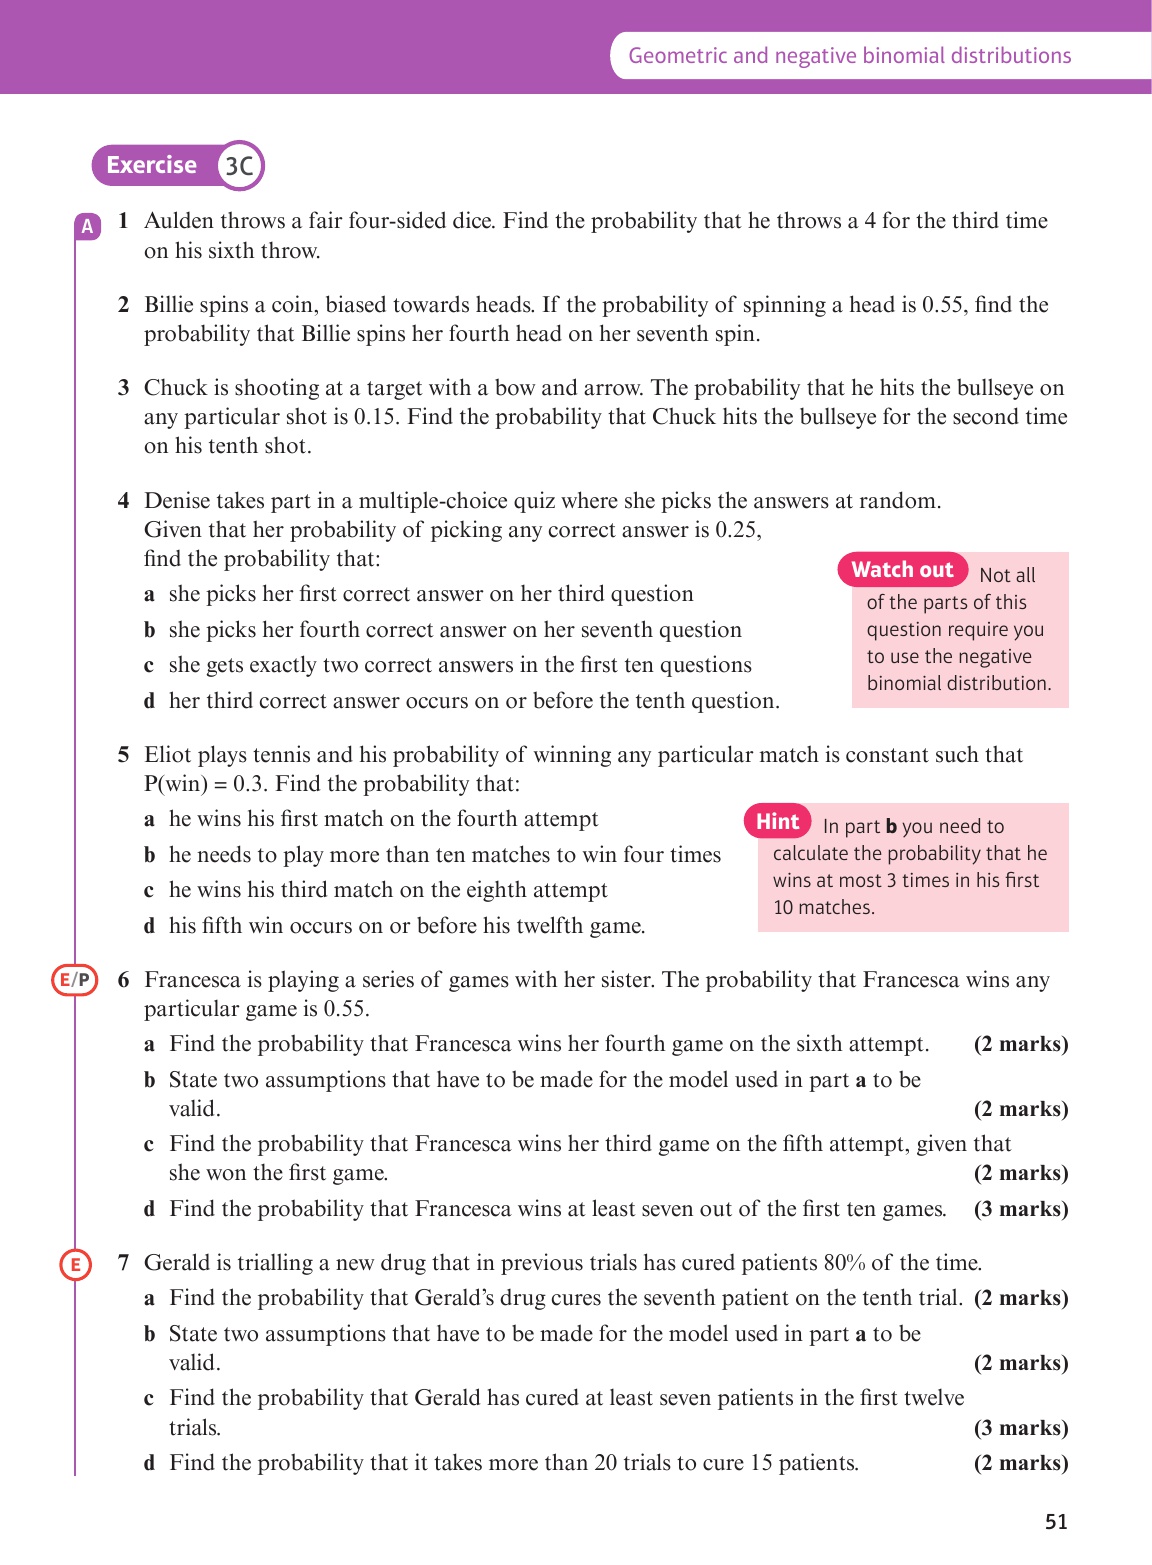 Geometric and negative binomial distributions
Exercise 3C
A
1 Aulden throws a fair four-sided dice. Find the probability that he throws a 4 for the third time
on his sixth throw.
2 Billie spins a coin, biased towards heads. If the probability of spinning a head is 0.55, find the
probability that Billie spins her fourth head on her seventh spin.
3 Chuck is shooting at a target with a bow and arrow. The probability that he hits the bullseye on
any particular shot is 0.15. Find the probability that Chuck hits the bullseye for the second time
on his tenth shot.
4 Denise takes part in a multiple-choice quiz where she picks the answers at random.
Given that her probability of picking any correct answer is 0.25,
find the probability that:
a she picks her first correct answer on her third question
b she picks her fourth correct answer on her seventh question
c she gets exactly two correct answers in the first ten questions
d her third correct answer occurs on or before the tenth question.
Watch out Not all
of the parts of this
question require you
to use the negative
binomial distribution.
5 Eliot plays tennis and his probability of winning any particular match is constant such that
P(win) = 0.3. Find the probability that:
a he wins his first match on the fourth attempt
b he needs to play more than ten matches to win four times
c he wins his third match on the eighth attempt
d his fifth win occurs on or before his twelfth game.
Hint In part b you need to
calculate the probability that he
wins at most 3 times in his first
10 matches.
E/P
6 Francesca is playing a series of games with her sister. The probability that Francesca wins any
particular game is 0.55.
a Find the probability that Francesca wins her fourth game on the sixth attempt. (2 marks)
b State two assumptions that have to be made for the model used in part a to be
valid. (2 marks)
c Find the probability that Francesca wins her third game on the fifth attempt, given that
she won the first game. (2 marks)
d Find the probability that Francesca wins at least seven out of the first ten games. (3 marks)
E
7 Gerald is trialling a new drug that in previous trials has cured patients 80% of the time.
a Find the probability that Gerald's drug cures the seventh patient on the tenth trial. (2 marks)
b State two assumptions that have to be made for the model used in part a to be
valid. (2 marks)
c Find the probability that Gerald has cured at least seven patients in the first twelve
trials. (3 marks)
d Find the probability that it takes more than 20 trials to cure 15 patients. (2 marks)
51